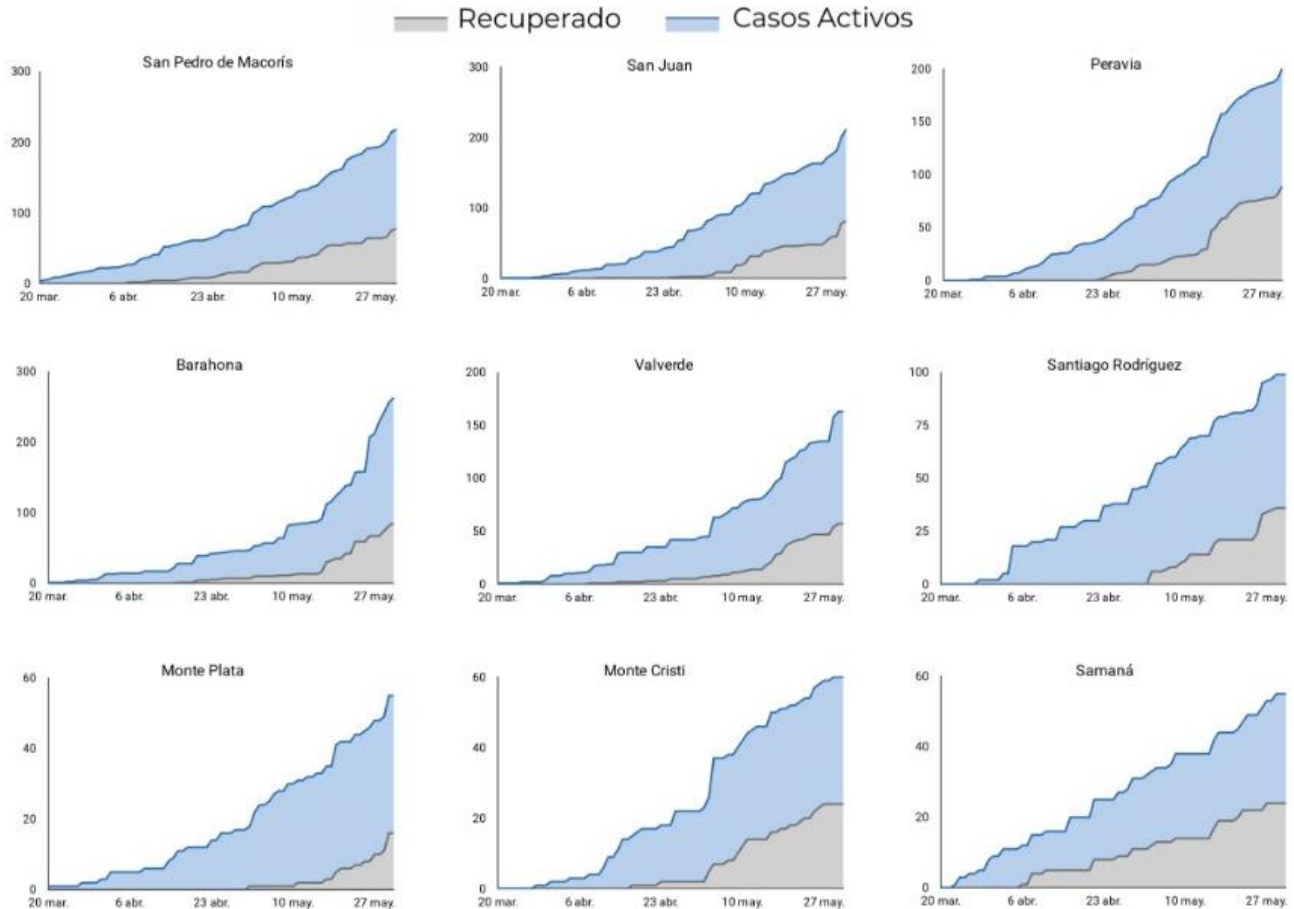 Recuperado Casos Activos
San Pedro de Macorís
300
200
100
0
20 mar. 6 abr. 23 abr. 10 may. 27 may.
San Juan
300
200
100
0
20 mar. 6 abr. 23 abr. 10 may. 27 may.
Peravia
200
150
100
50
0
20 mar. 6 abr. 23 abr. 10 may. 27 may.
Barahona
300
200
100
0
20 mar. 6 abr. 23 abr. 10 may. 27 may.
Valverde
200
150
100
50
0
20 mar. 6 abr. 23 abr. 10 may. 27 may.
Santiago Rodríguez
100
75
50
25
0
20 mar. 6 abr. 23 abr. 10 may. 27 may.
Monte Plata
60
40
20
0
20 mar. 6 abr. 23 abr. 10 may. 27 may.
Monte Cristi
60
40
20
0
20 mar. 6 abr. 23 abr. 10 may. 27 may.
Samaná
60
40
20
0
20 mar. 6 abr. 23 abr. 10 may. 27 may.